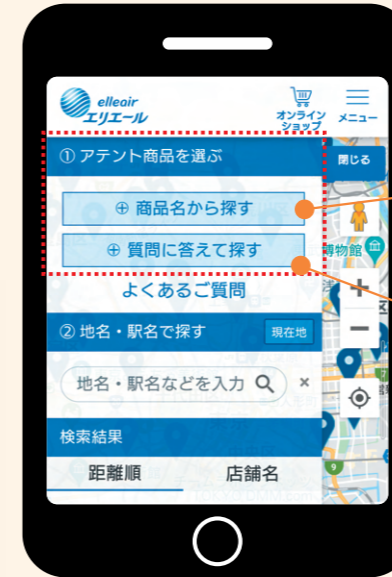 elleair
エリエール
オンライン
ショップ
メニュー
① アテント商品を選ぶ
閉じる
⊕ 商品名から探す
⊕ 質問に答えて探す
博物館
よくあるご質問
② 地名・駅名で探す
現在地
地名・駅名などを入力
×
検索結果
距離順
店舗名
9